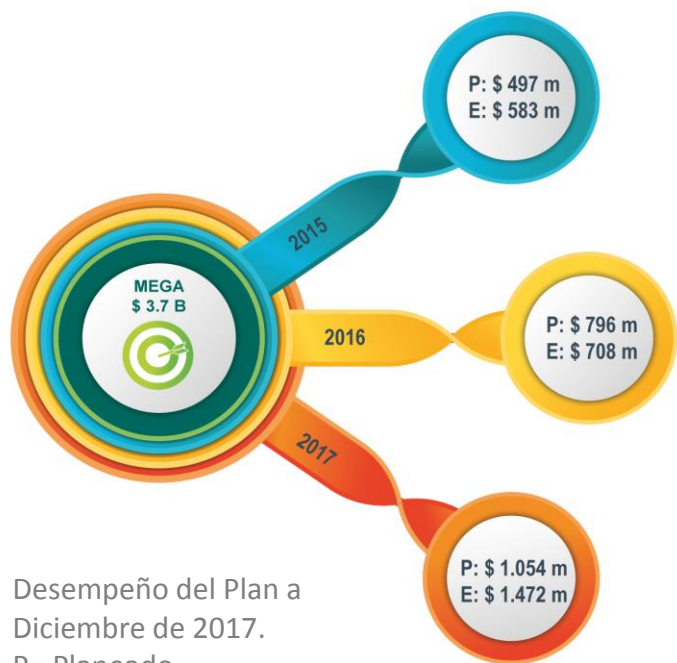 P: $ 497 m
E: $ 583 m
2015
MEGA
$ 3.7 B
2016
P: $ 796 m
E: $ 708 m
2017
P: $ 1.054 m
E: $ 1.472 m
Desempeño del Plan a
Diciembre de 2017.